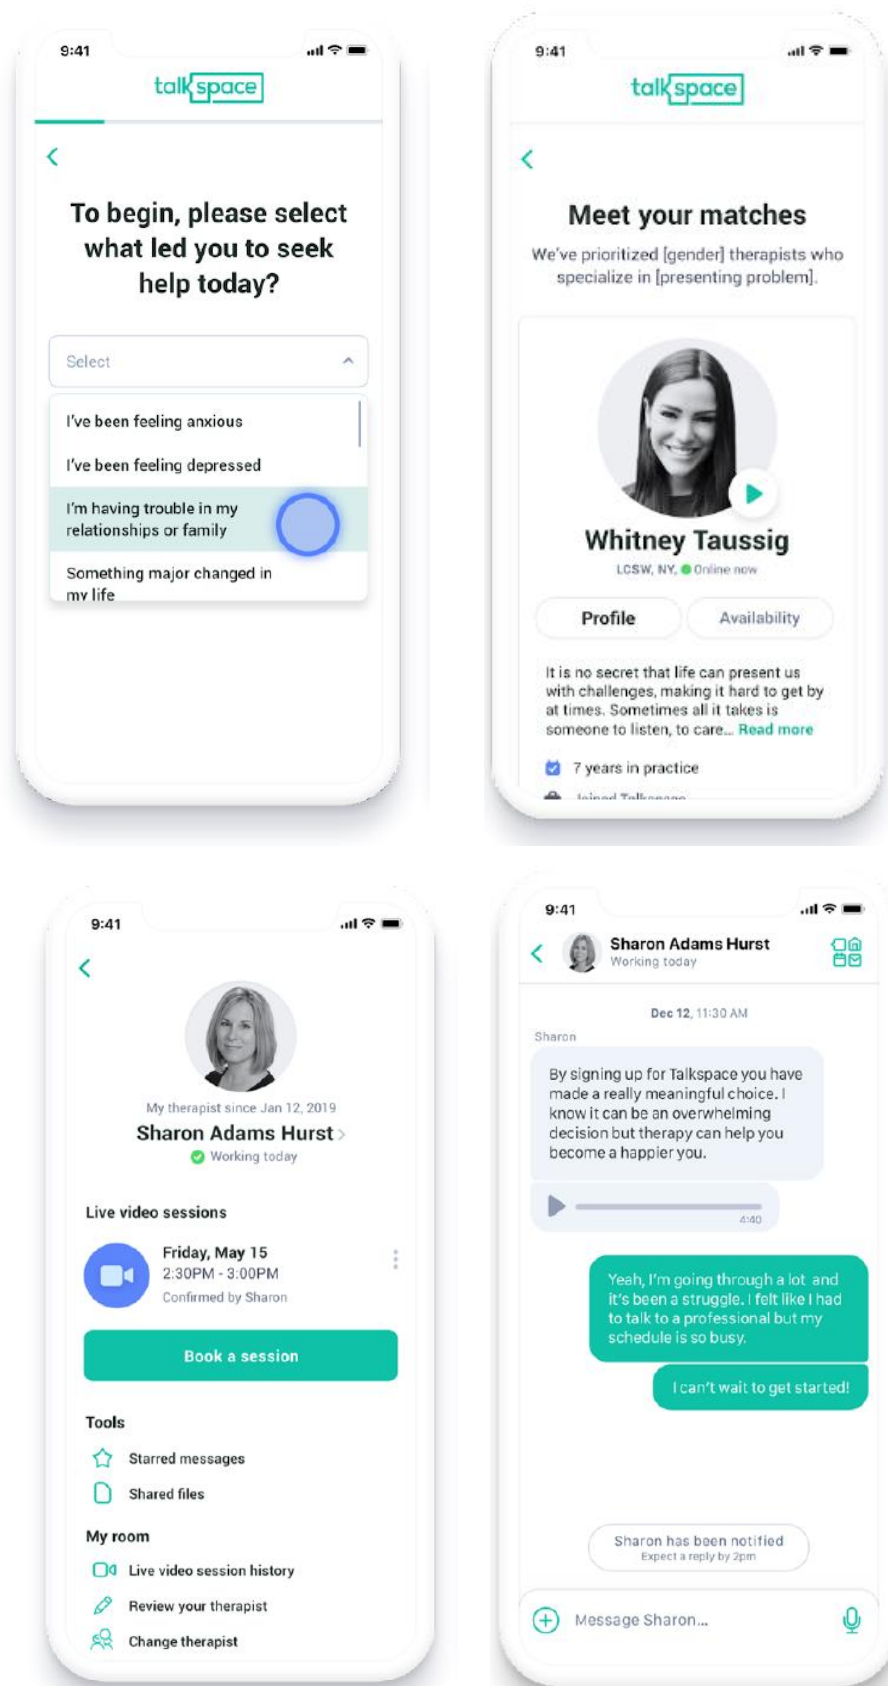 9:41
talkspace
To begin, please select
what led you to seek
help today?
Select
I've been feeling anxious
I've been feeling depressed
I'm having trouble in my
relationships or family
Something major changed in
my life
9:41
talkspace
Meet your matches
We've prioritized [gender] therapists who
specialize in [presenting problem].
Whitney Taussig
LCSW, NY, Online now
Profile
Availability
It is no secret that life can present us
with challenges, making it hard to get by
at times. Sometimes all it takes is
someone to listen, to care... Read more
7 years in practice
Joined Talkspace
9:41
My therapist since Jan 12, 2019
Sharon Adams Hurst
Working today
Live video sessions
Friday, May 15
2:30PM - 3:00PM
Confirmed by Sharon
Book a session
Tools
Starred messages
Shared files
My room
Live video session history
Review your therapist
Change therapist
9:41
Sharon Adams Hurst
Working today
Dec 12, 11:30 AM
Sharon
By signing up for Talkspace you have
made a really meaningful choice. I
know it can be an overwhelming
decision but therapy can help you
become a happier you.
4:40
Yeah, I'm going through a lot and
it's been a struggle. I felt like I had
to talk to a professional but my
schedule is so busy.
I can't wait to get started!
Sharon has been notified
Expect a reply by 2pm
Message Sharon...